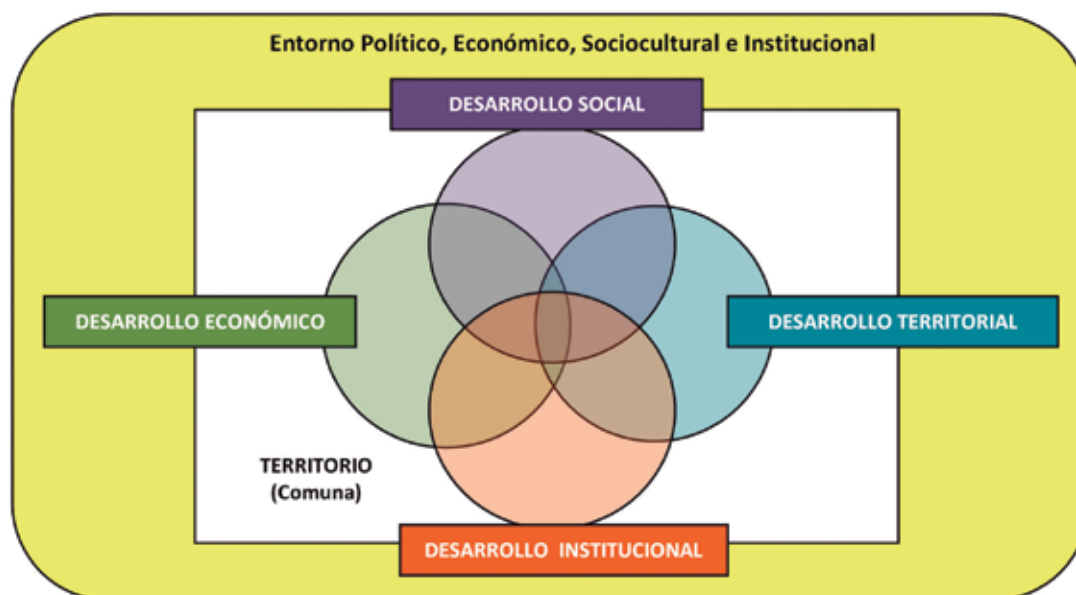 Entorno Político, Económico, Sociocultural e Institucional
DESARROLLO SOCIAL
DESARROLLO ECONÓMICO
DESARROLLO TERRITORIAL
TERRITORIO
(Comuna)
DESARROLLO INSTITUCIONAL